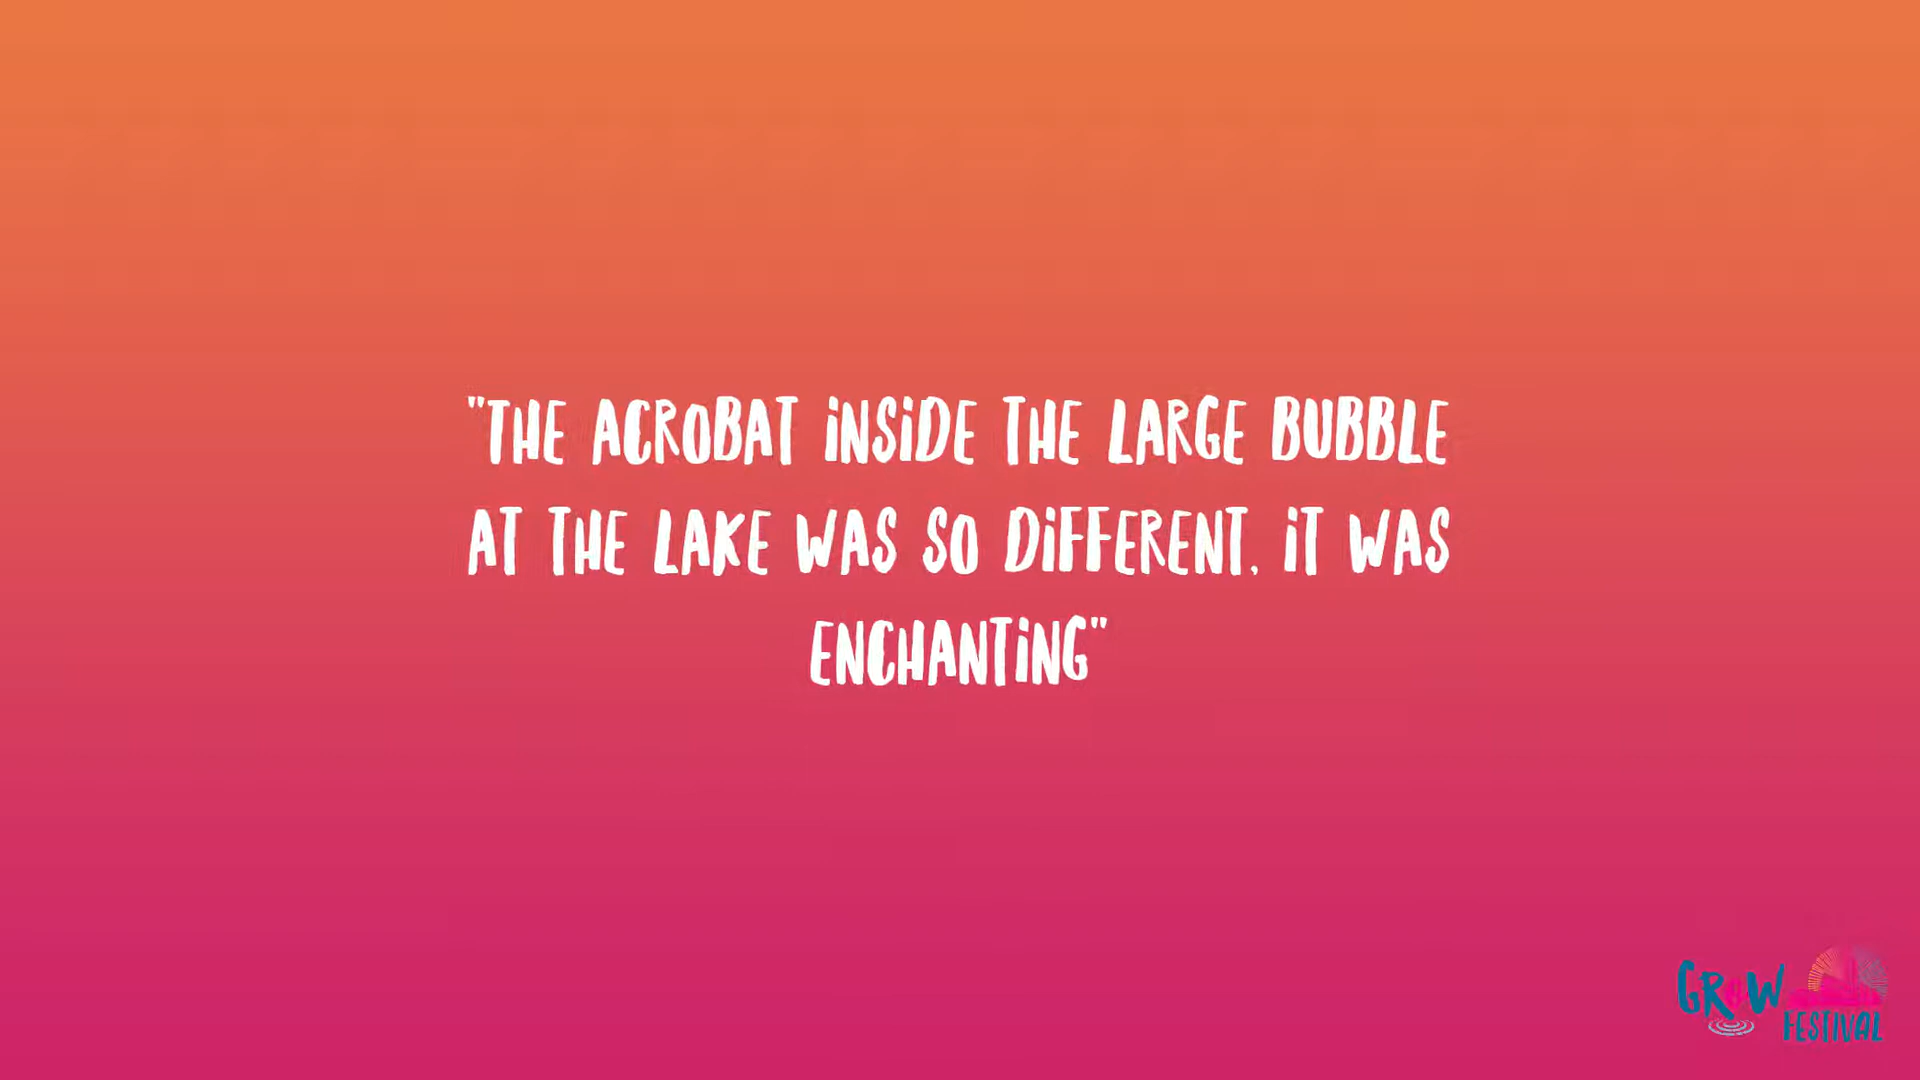 "THE ACROBAT INSIDE THE LARGE BUBBLE
AT THE LAKE WAS SO DIFFERENT, IT WAS
ENCHANTING"
GROW
FESTIVAL